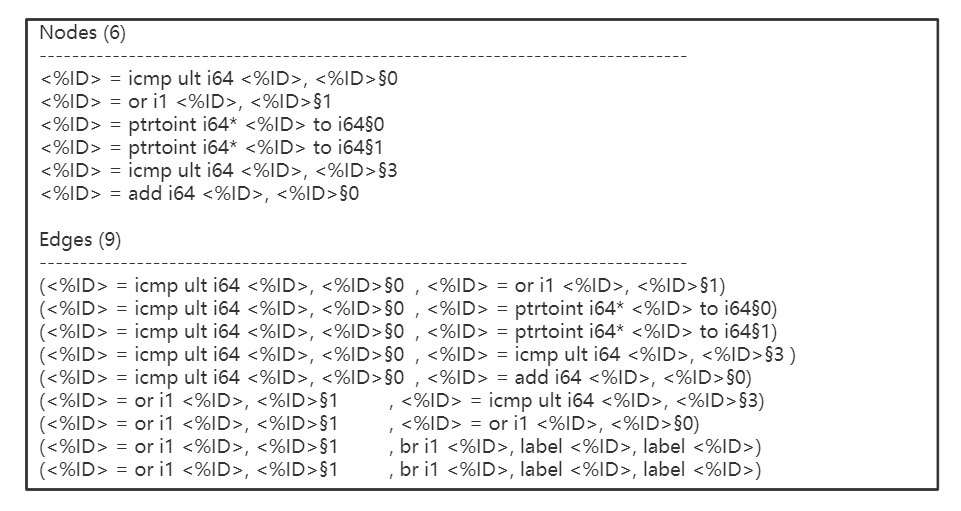 Nodes (6)
--------------------------------------------------------------------------------
<%ID> = icmp ult i64 <%ID>, <%ID>§0
<%ID> = or i1 <%ID>, <%ID>§1
<%ID> = ptrtoint i64* <%ID> to i64§0
<%ID> = ptrtoint i64* <%ID> to i64§1
<%ID> = icmp ult i64 <%ID>, <%ID>§3
<%ID> = add i64 <%ID>, <%ID>§0
Edges (9)
--------------------------------------------------------------------------------
(<%ID> = icmp ult i64 <%ID>, <%ID>§0 , <%ID> = or i1 <%ID>, <%ID>§1)
(<%ID> = icmp ult i64 <%ID>, <%ID>§0 , <%ID> = ptrtoint i64* <%ID> to i64§0)
(<%ID> = icmp ult i64 <%ID>, <%ID>§0 , <%ID> = ptrtoint i64* <%ID> to i64§1)
(<%ID> = icmp ult i64 <%ID>, <%ID>§0 , <%ID> = icmp ult i64 <%ID>, <%ID>§3 )
(<%ID> = icmp ult i64 <%ID>, <%ID>§0 , <%ID> = add i64 <%ID>, <%ID>§0)
(<%ID> = or i1 <%ID>, <%ID>§1 , <%ID> = icmp ult i64 <%ID>, <%ID>§3)
(<%ID> = or i1 <%ID>, <%ID>§1 , <%ID> = or i1 <%ID>, <%ID>§0)
(<%ID> = or i1 <%ID>, <%ID>§1 , br i1 <%ID>, label <%ID>, label <%ID>)
(<%ID> = or i1 <%ID>, <%ID>§1 , br i1 <%ID>, label <%ID>, label <%ID>)